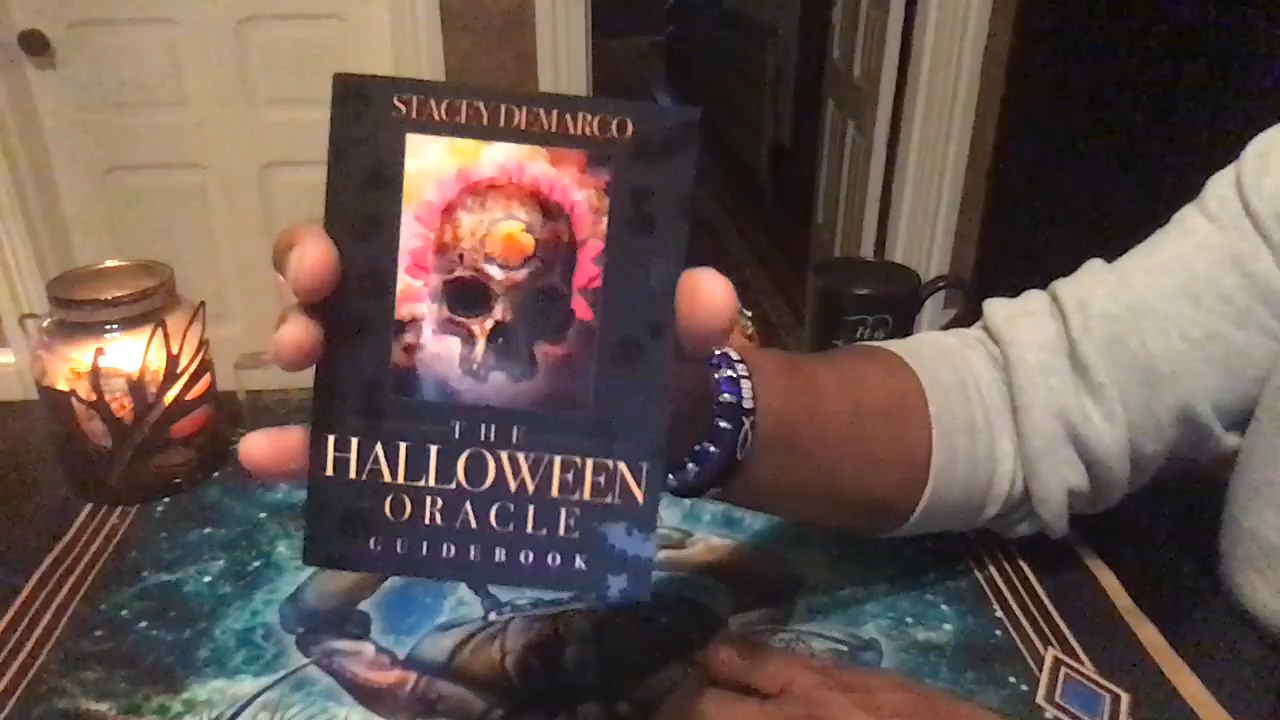 STACEY DEMARCO
THE
HALLOWEEN
ORACLE
GUIDEBOOK